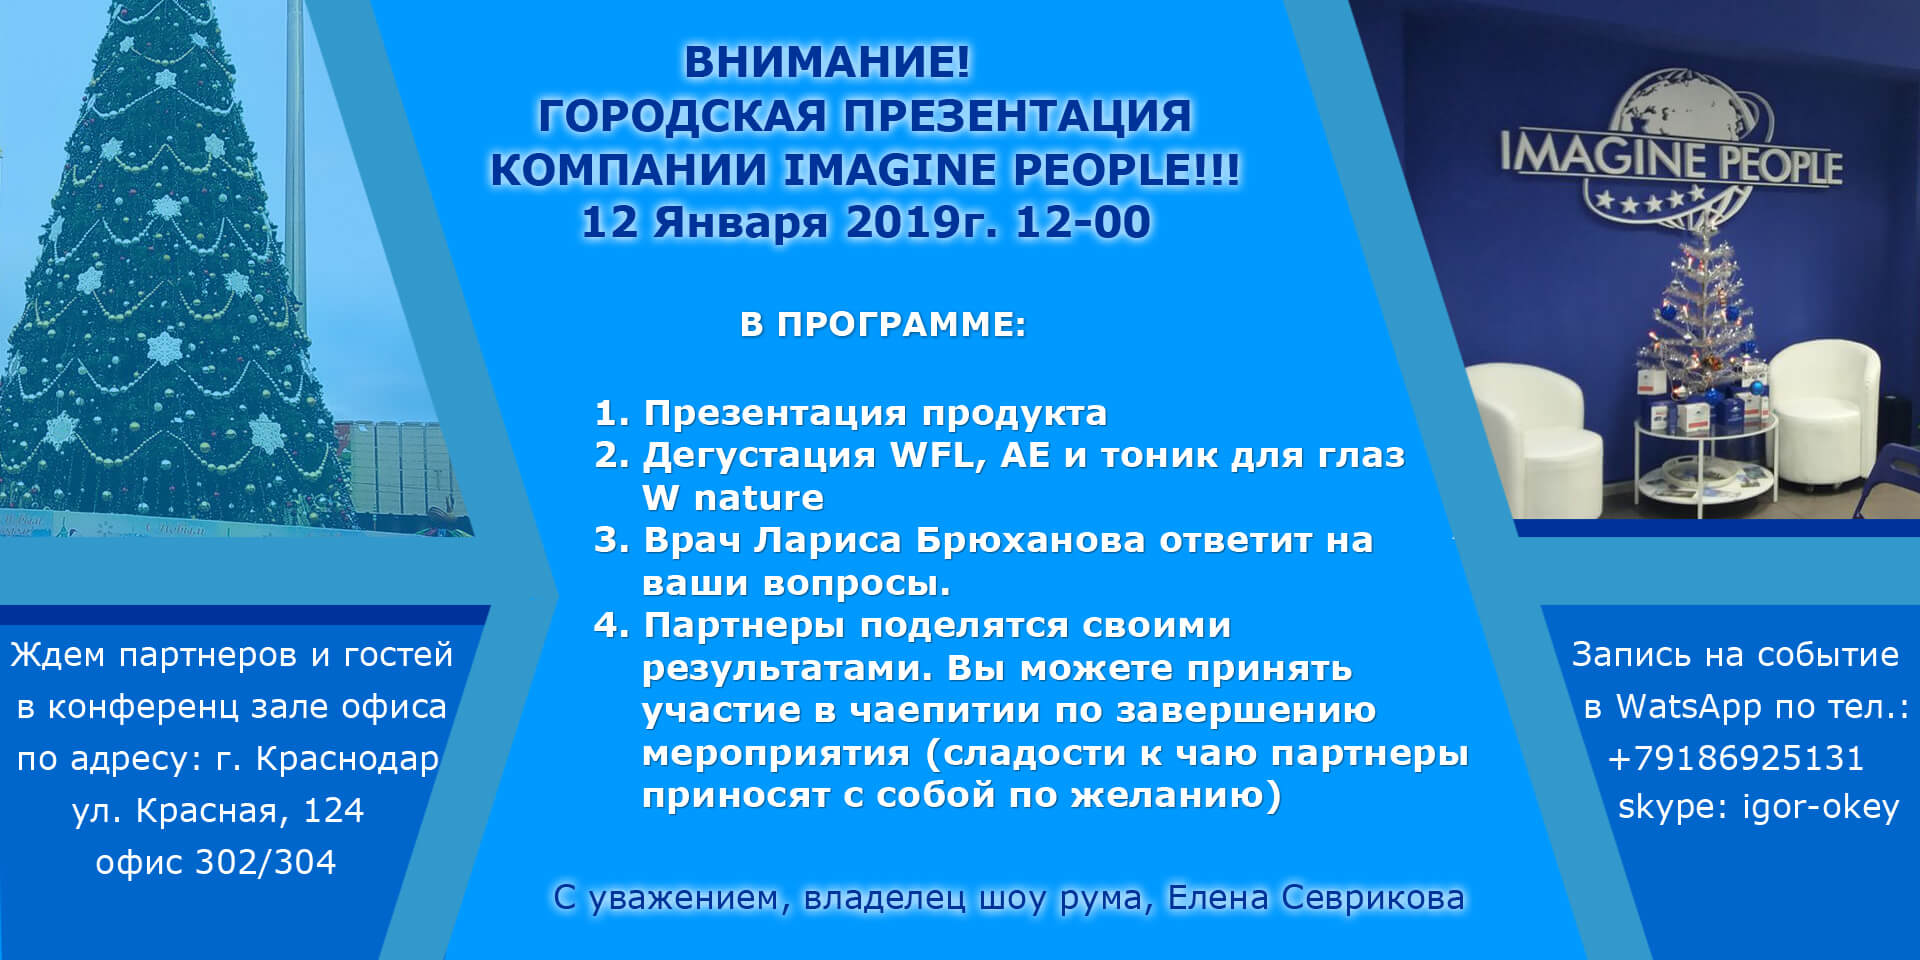 ВНИМАНИЕ!
ГОРОДСКАЯ ПРЕЗЕНТАЦИЯ
КОМПАНИИ IMAGINE PEOPLE!!!
12 Января 2019г. 12-00
IMAGINE PEOPLE
В ПРОГРАММЕ:
1. Презентация продукта
2. Дегустация WFL, AE и тоник для глаз
W nature
3. Врач Лариса Брюханова ответит на
ваши вопросы.
4. Партнеры поделятся своими
результатами. Вы можете принять
участие в чаепитии по завершению
мероприятия (сладости к чаю партнеры
приносят с собой по желанию)
С уважением, владелец шоу рума, Елена Севрикова
Ждем партнеров и гостей
в конференц зале офиса
по адресу: г. Краснодар
ул. Красная, 124
офис 302/304
Запись на событие
в WatsApp по тел.:
+79186925131
skype: igor-okey